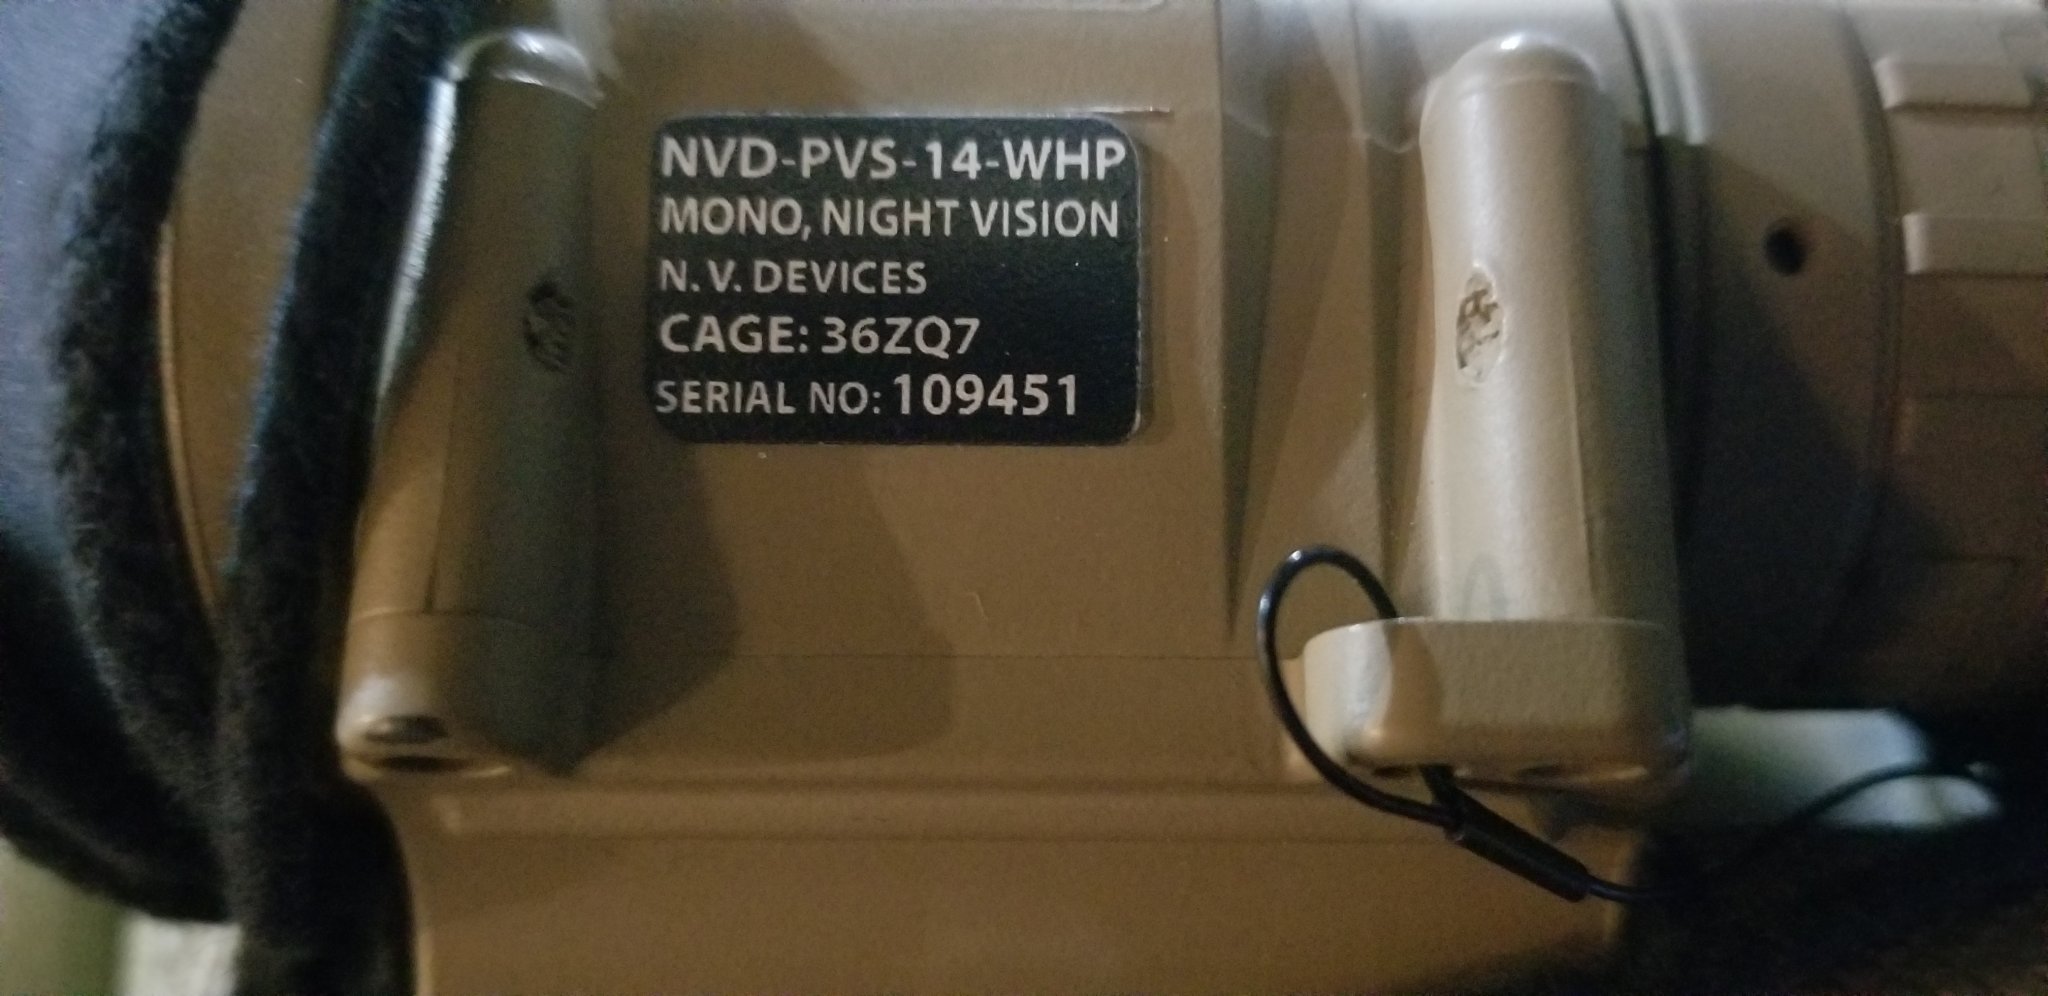 NVD-PVS-14-WHP
MONO, NIGHT VISION
N. V. DEVICES
CAGE: 36ZQ7
SERIAL NO: 109451